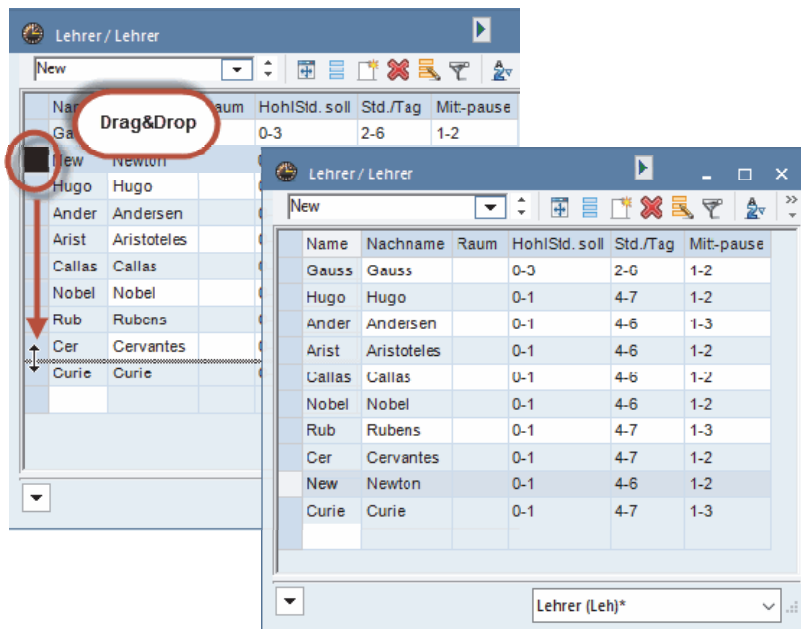 Lehrer / Lehrer
New
HohlStd. soll Std./Tag Mitt-pause
Drag&Drop
0-3 2-6 1-2
New Newton
Hugo Hugo
Ander Andersen
Arist Aristoteles
Callas Callas
Nobel Nobel
Rub Rubens
Cer Cervantes
Curie Curie
Lehrer / Lehrer
New
Name Nachname Raum HohlStd. soll Std./Tag Mitt-pause
Gauss Gauss 0-3 2-6 1-2
Hugo Hugo 0-1 4-7 1-2
Ander Andersen 0-1 4-6 1-3
Arist Aristoteles 0-1 4-6 1-2
Callas Callas 0-1 4-6 1-2
Nobel Nobel 0-1 4-6 1-2
Rub Rubens 0-1 4-7 1-3
Cer Cervantes 0-1 4-7 1-2
New Newton 0-1 4-6 1-2
Curie Curie 0-1 4-7 1-3
Lehrer (Leh)*